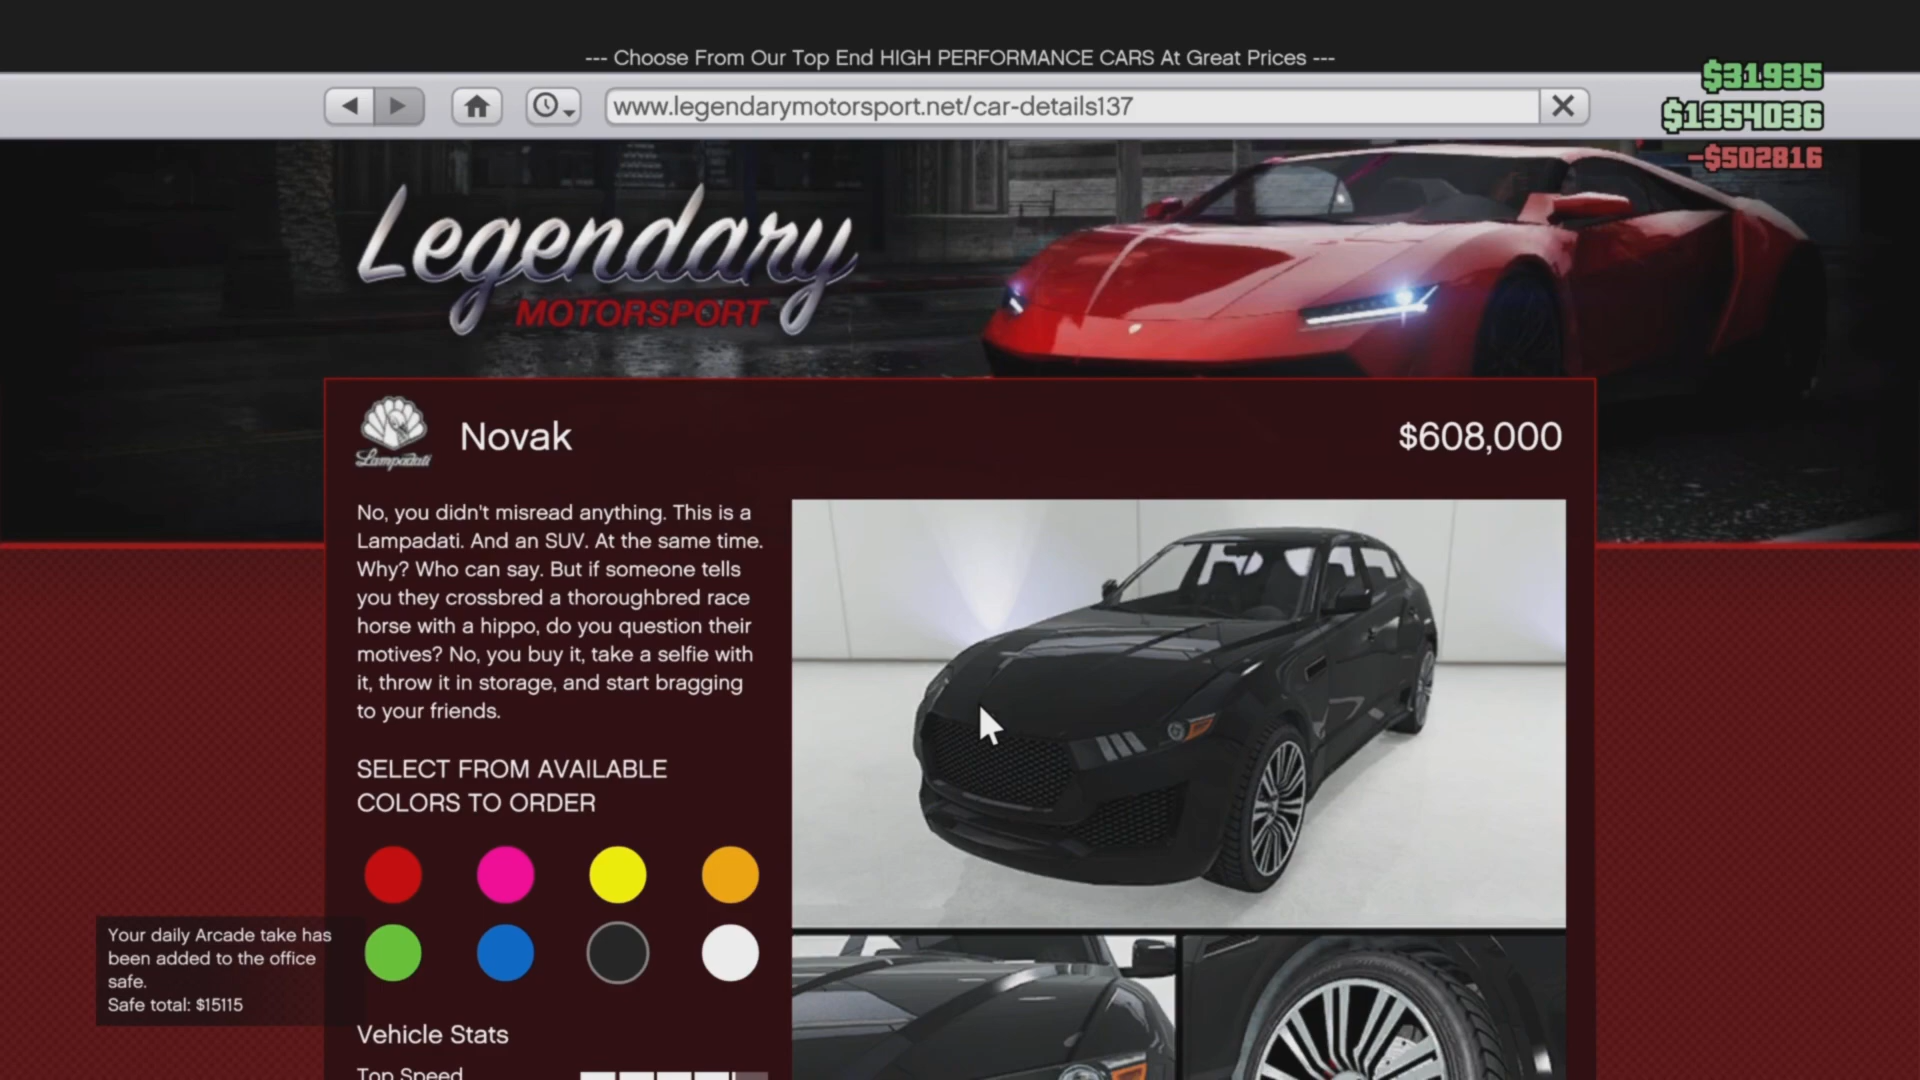 --- Choose From Our Top End HIGH PERFORMANCE CARS At Great Prices ---
www.legendarymotorsport.net/car-details137
$31935
$1354036
-$502816
Legendary
MOTORSPORT
Lampadati
Novak
$608,000
No, you didn't misread anything. This is a
Lampadati. And an SUV. At the same time.
Why? Who can say. But if someone tells
you they crossbred a thoroughbred race
horse with a hippo, do you question their
motives? No, you buy it, take a selfie with
it, throw it in storage, and start bragging
to your friends.
SELECT FROM AVAILABLE
COLORS TO ORDER
Your daily Arcade take has
been added to the office
safe.
Safe total: $15115
Vehicle Stats
Top Speed